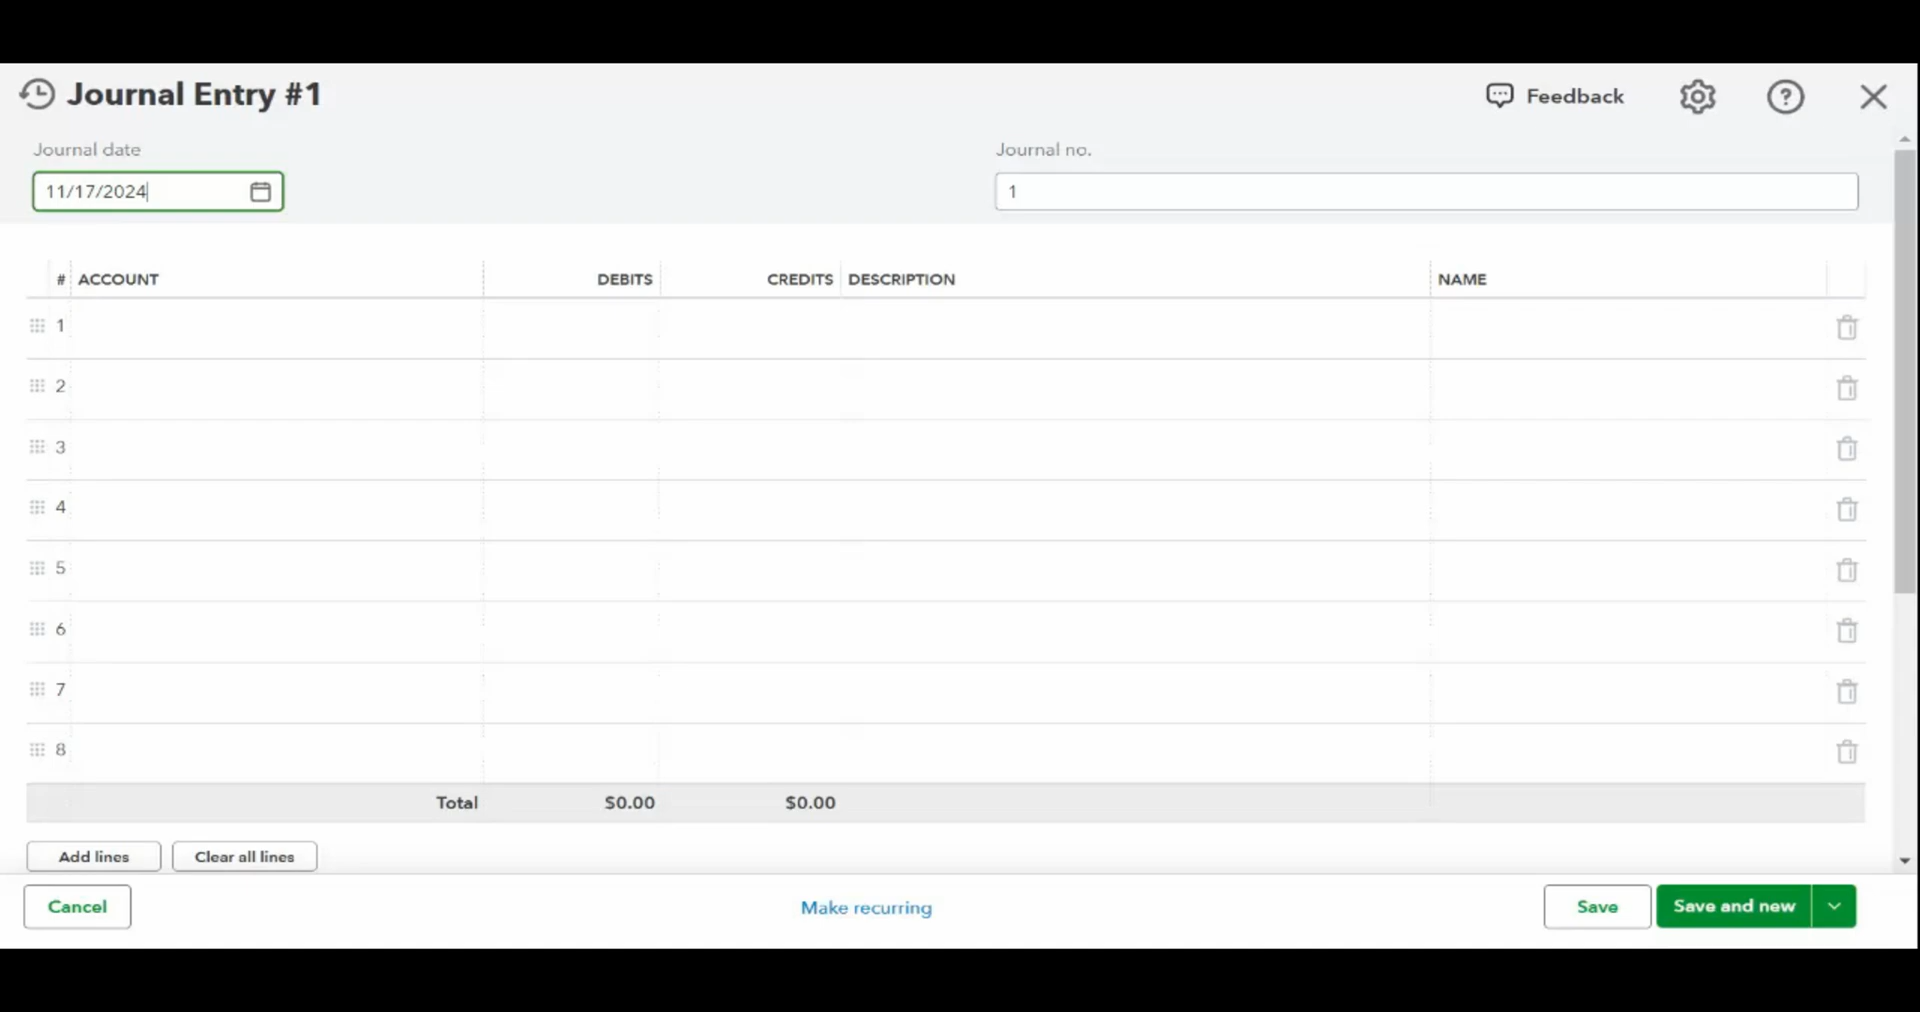 Journal Entry #1
Feedback
Journal date
Journal no.
11/17/2024
1
# ACCOUNT DEBITS CREDITS DESCRIPTION NAME
1
2
3
4
5
6
7
8
Total $0.00 $0.00
Add lines Clear all lines
Cancel Make recurring Save Save and new